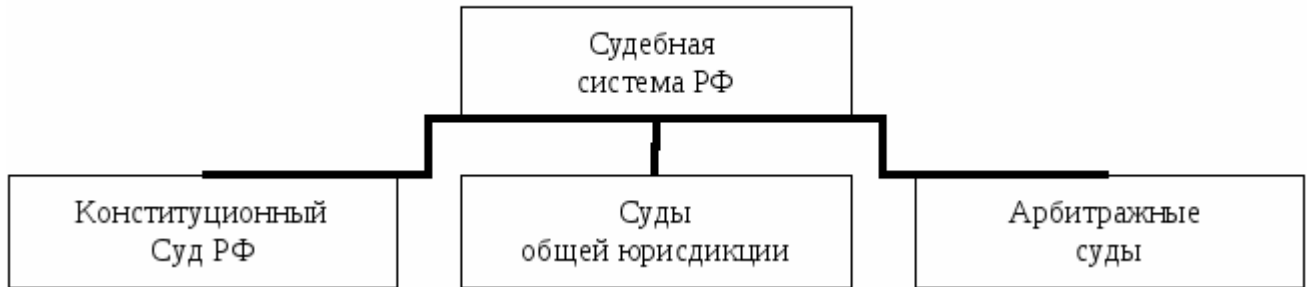 Судебная
система РФ
Конституционный
Суд РФ
Суды
общей юрисдикции
Арбитражные
суды